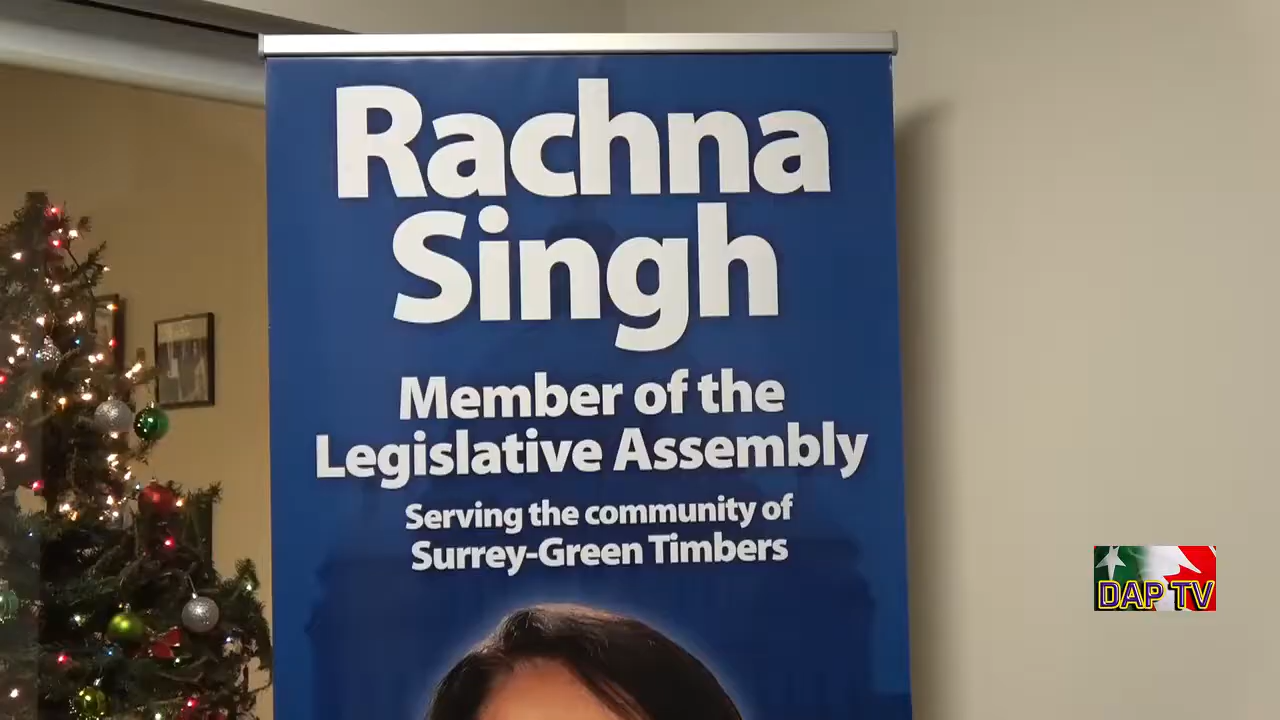 Rachna
Singh
Member of the
Legislative Assembly
Serving the community of
Surrey-Green Timbers
DAP TV